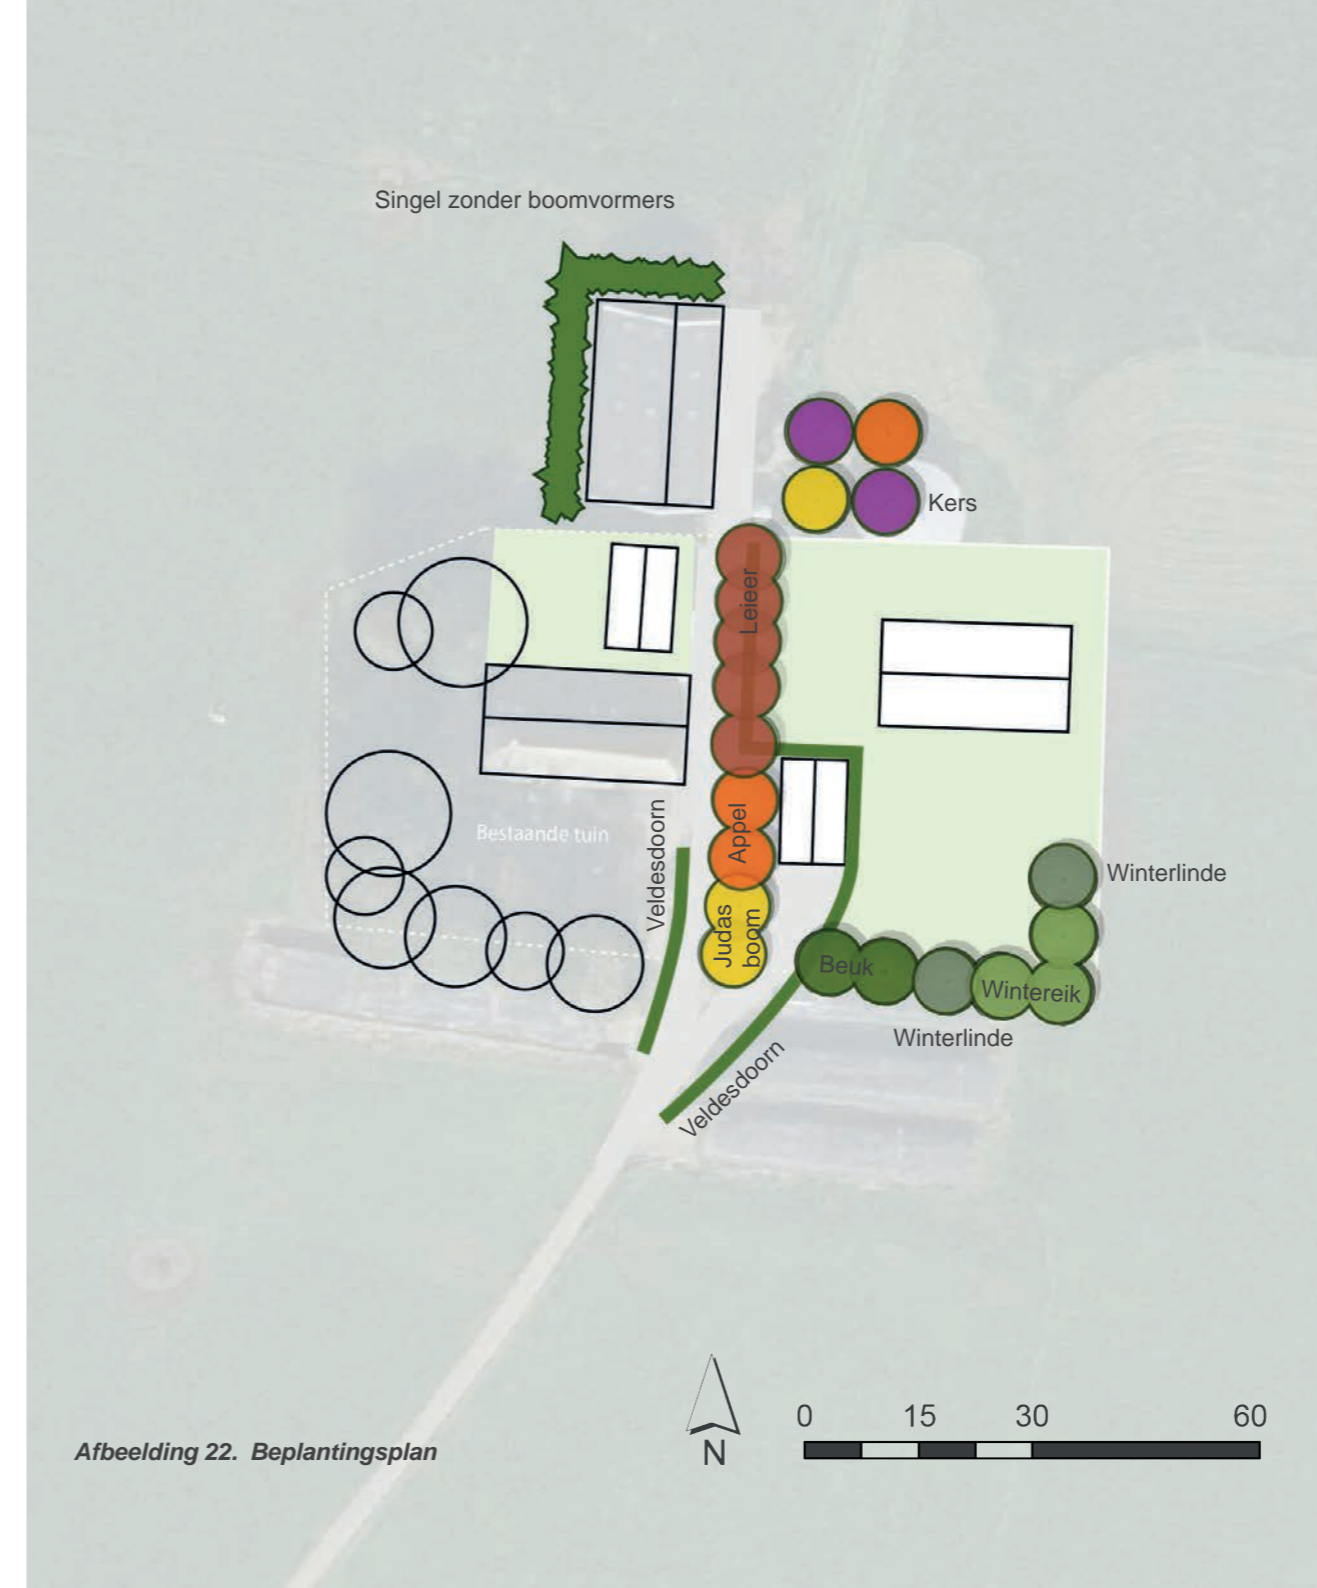 Singel zonder boomvormers
Kers
Leieer
Appel
Veldesdoorn
Bestaande tuin
Judas
boom
Winterlinde
Beuk
Wintereik
Winterlinde
Veldesdoorn
N
0 15 30 60
Afbeelding 22. Beplantingsplan